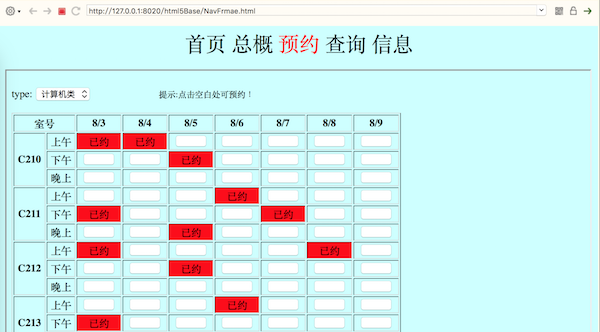 http://127.0.0.1:8020/html5Base/NavFrmae.html
首页 总概 预约 查询 信息
type: 计算机类 提示:点击空白处可预约！
室号 8/3 8/4 8/5 8/6 8/7 8/8 8/9
上午 已约 已约
C210 下午 已约
晚上
上午 已约
C211 下午 已约 已约
晚上 已约
上午 已约 已约
C212 下午 已约
晚上
上午 已约
C213 下午 已约